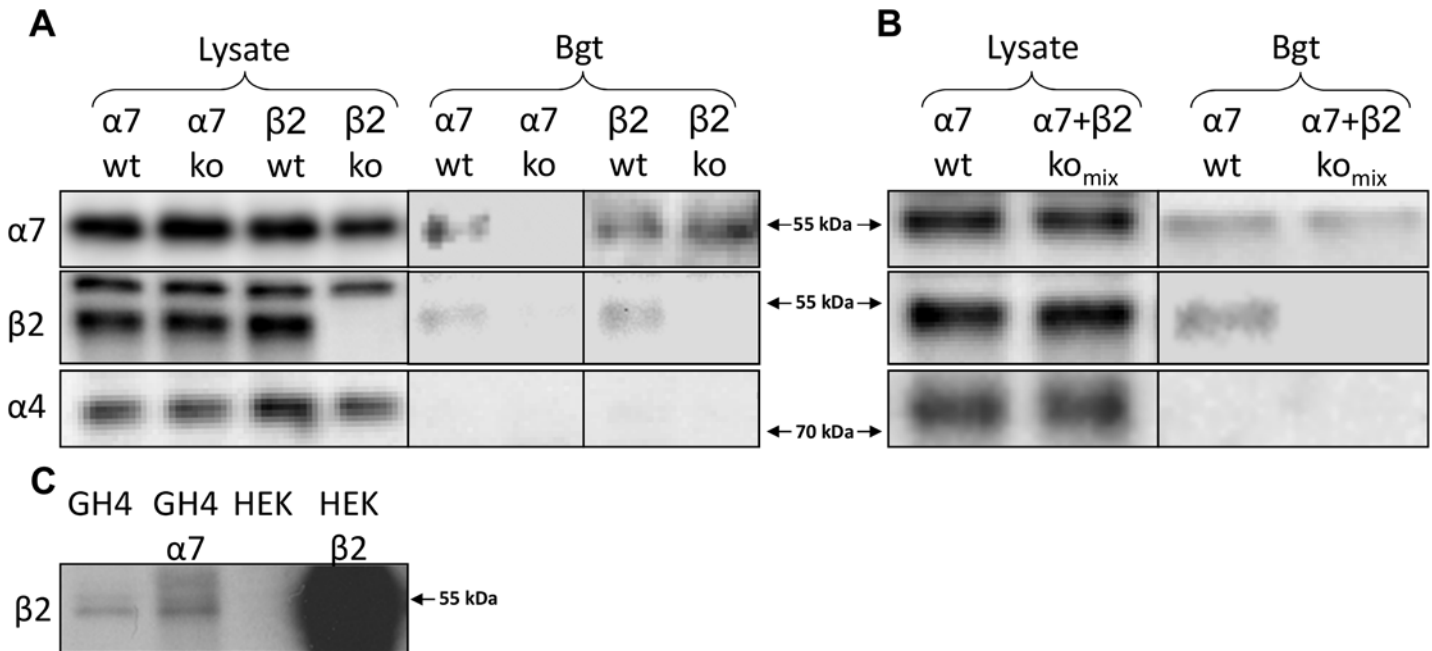 A
B
Lysate
Bgt
Lysate
Bgt
α7 α7 β2 β2 α7 α7 β2 β2
α7 α7+β2 α7 α7+β2
wt ko wt ko wt ko wt ko
wt komix wt komix
α7
55 kDa
β2
55 kDa
α4
70 kDa
C
GH4 GH4 HEK HEK
α7 β2
β2
55 kDa